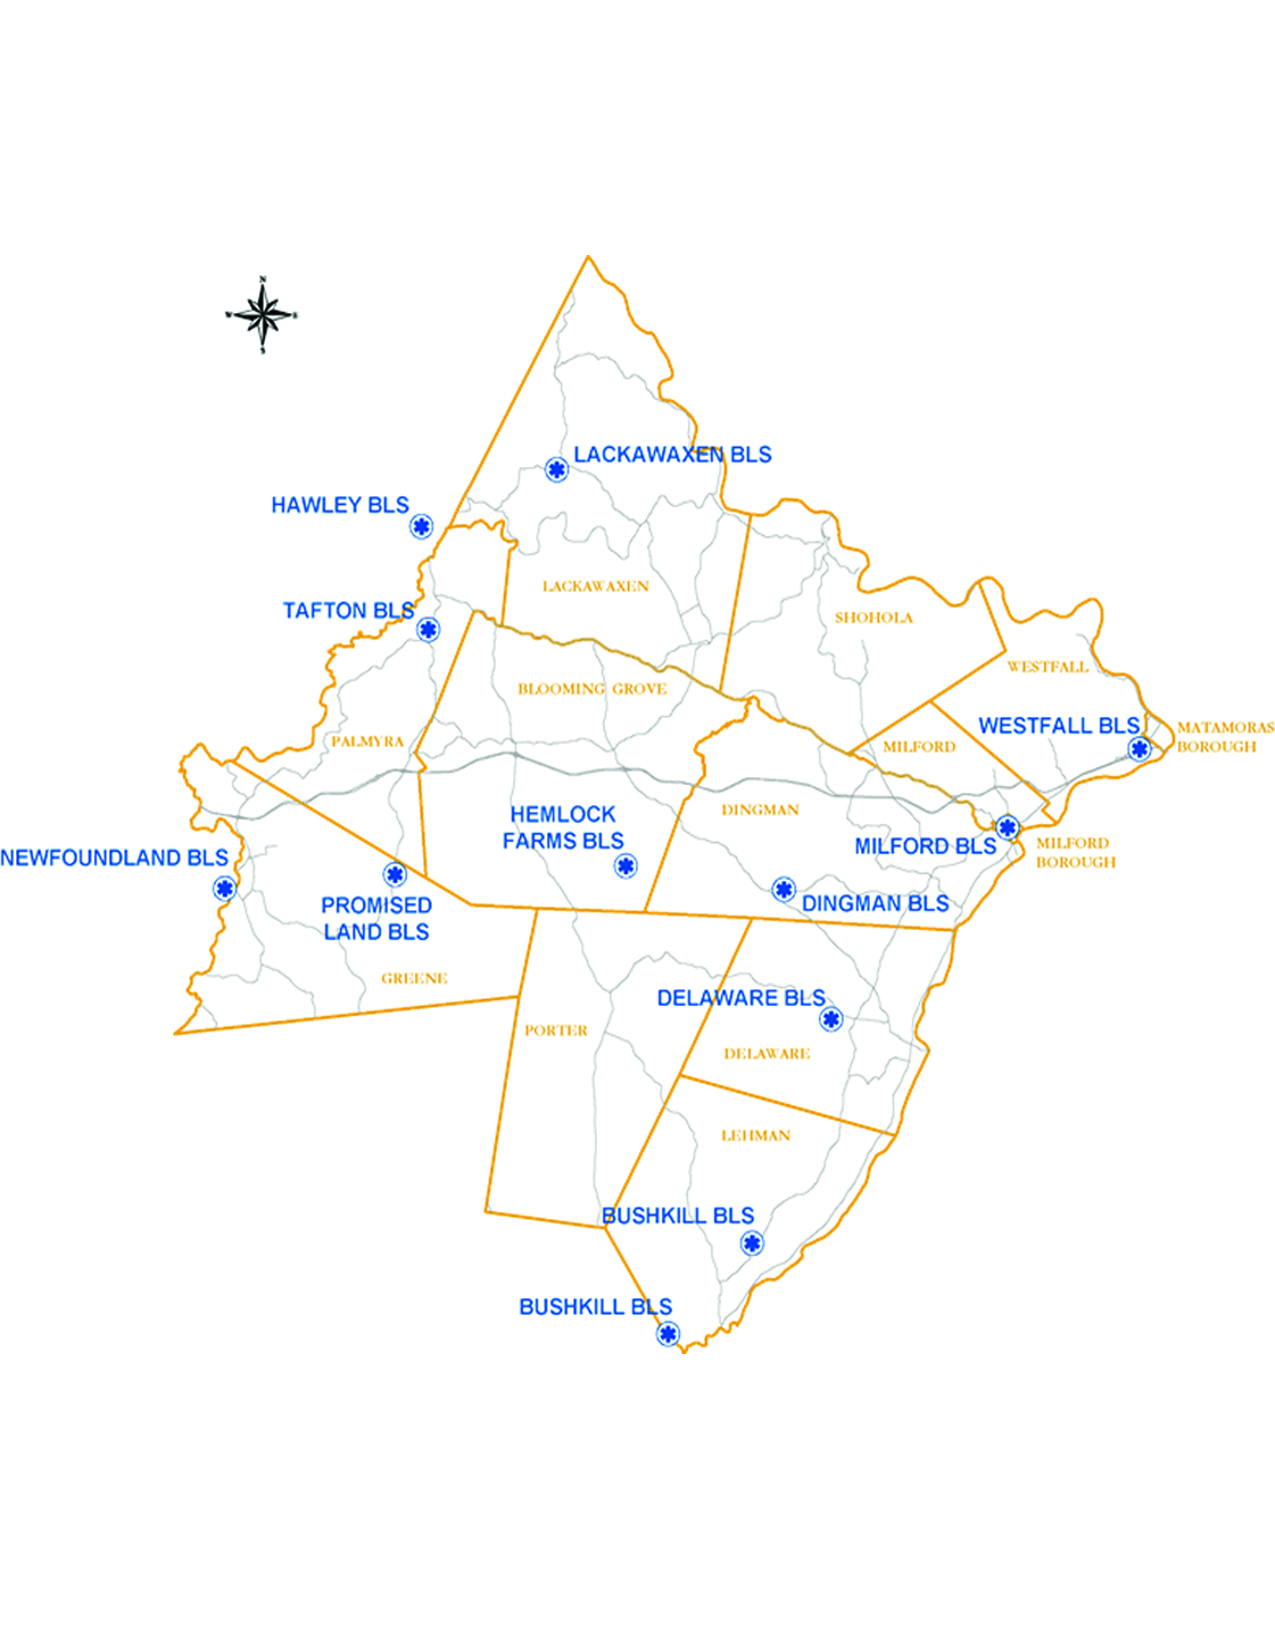 N
W
E
S
LACKAWAXEN BLS
HAWLEY BLS
LACKAWAXEN
TAFTON BLS
SHOHOLA
WESTFALL
BLOOMING GROVE
WESTFALL BLS
MATAMORAS
BOROUGH
PALMYRA
MILFORD
DINGMAN
HEMLOCK
FARMS BLS
MILFORD BLS
MILFORD
BOROUGH
NEWFOUNDLAND BLS
PROMISED
LAND BLS
DINGMAN BLS
GREENE
DELAWARE BLS
PORTER
DELAWARE
LEHMAN
BUSHKILL BLS
BUSHKILL BLS